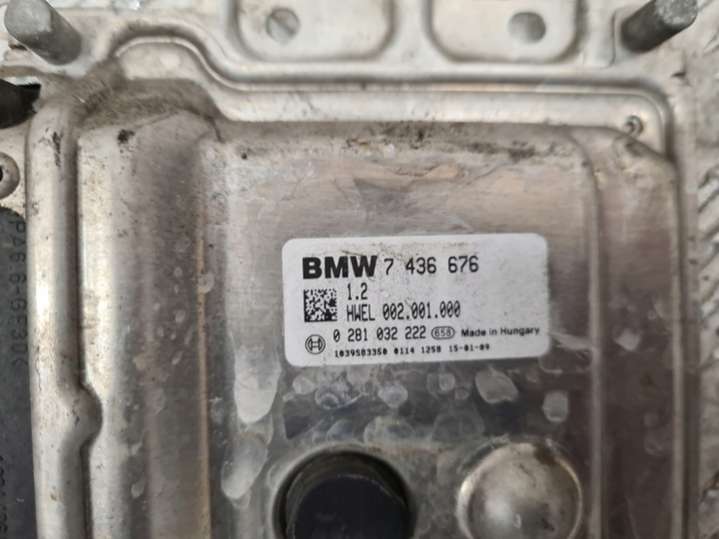 BMW 7 436 676
1.2
HWEL 002.001.000
0 281 032 222 658 Made in Hungary
1039S83350 0114 1258 15-01-09